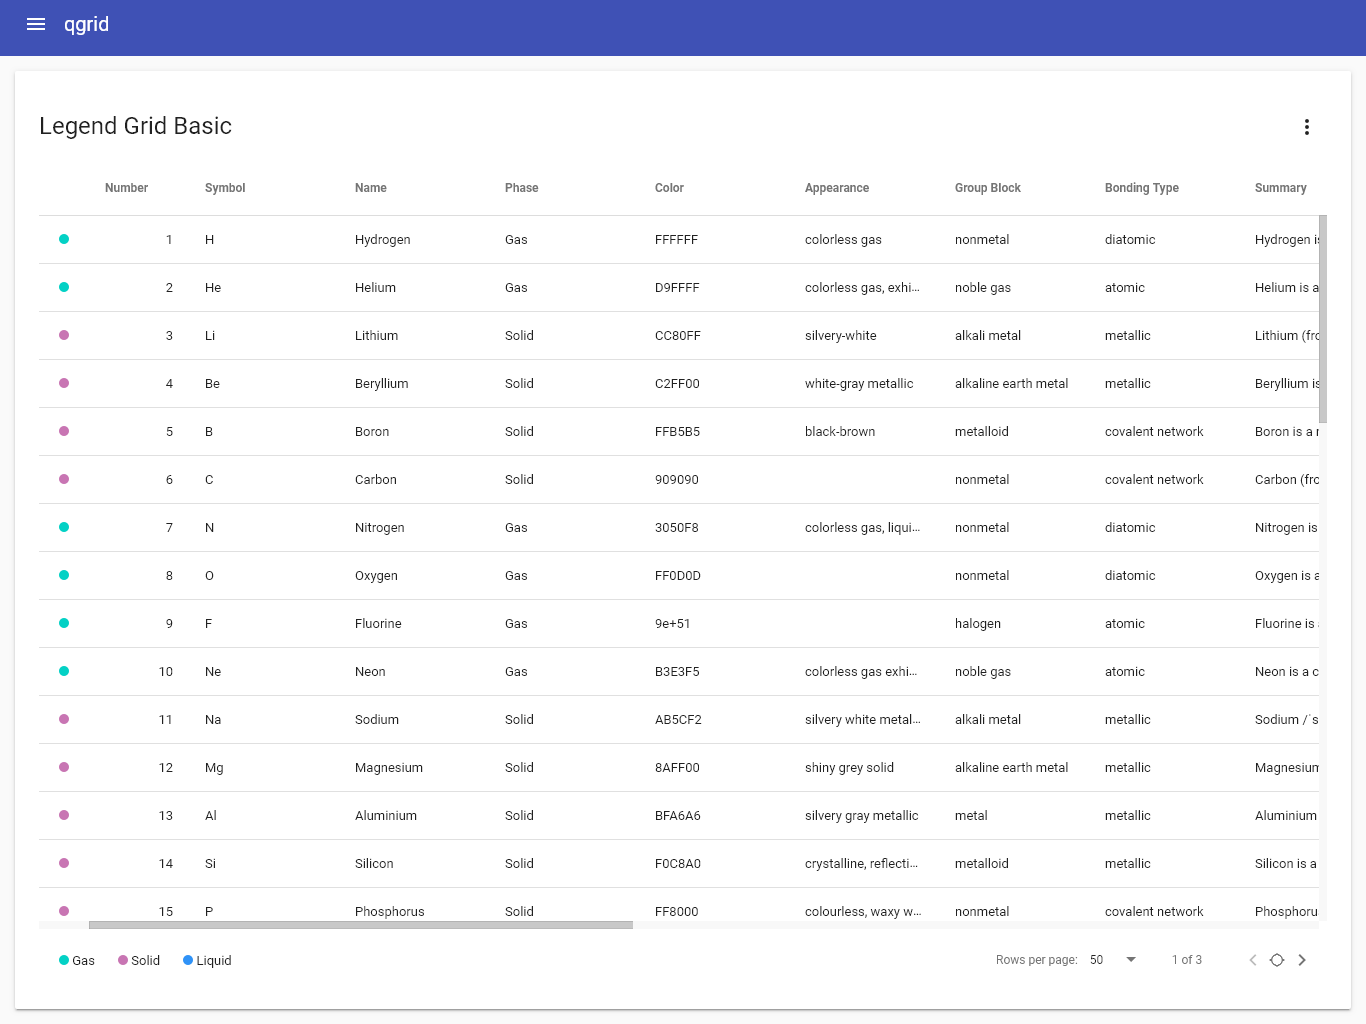 qgrid
Legend Grid Basic
Number Symbol Name Phase Color Appearance Group Block Bonding Type Summary
1 H Hydrogen Gas FFFFFF colorless gas nonmetal diatomic Hydrogen is
2 He Helium Gas D9FFFF colorless gas, exhi... noble gas atomic Helium is a
3 Li Lithium Solid CC80FF silvery-white alkali metal metallic Lithium (fro
4 Be Beryllium Solid C2FF00 white-gray metallic alkaline earth metal metallic Beryllium is
5 B Boron Solid FFB5B5 black-brown metalloid covalent network Boron is a
6 C Carbon Solid 909090 nonmetal covalent network Carbon (fro
7 N Nitrogen Gas 3050F8 colorless gas, liqui... nonmetal diatomic Nitrogen is
8 O Oxygen Gas FF0D0D nonmetal diatomic Oxygen is a
9 F Fluorine Gas 9e+51 halogen atomic Fluorine is
10 Ne Neon Gas B3E3F5 colorless gas exhi... noble gas atomic Neon is a c
11 Na Sodium Solid AB5CF2 silvery white metal... alkali metal metallic Sodium /ˈs
12 Mg Magnesium Solid 8AFF00 shiny grey solid alkaline earth metal metallic Magnesium
13 Al Aluminium Solid BFA6A6 silvery gray metallic metal metallic Aluminium
14 Si Silicon Solid F0C8A0 crystalline, reflecti... metalloid metallic Silicon is a
15 P Phosphorus Solid FF8000 colourless, waxy w... nonmetal covalent network Phosphoru
Gas Solid Liquid Rows per page: 50 1 of 3